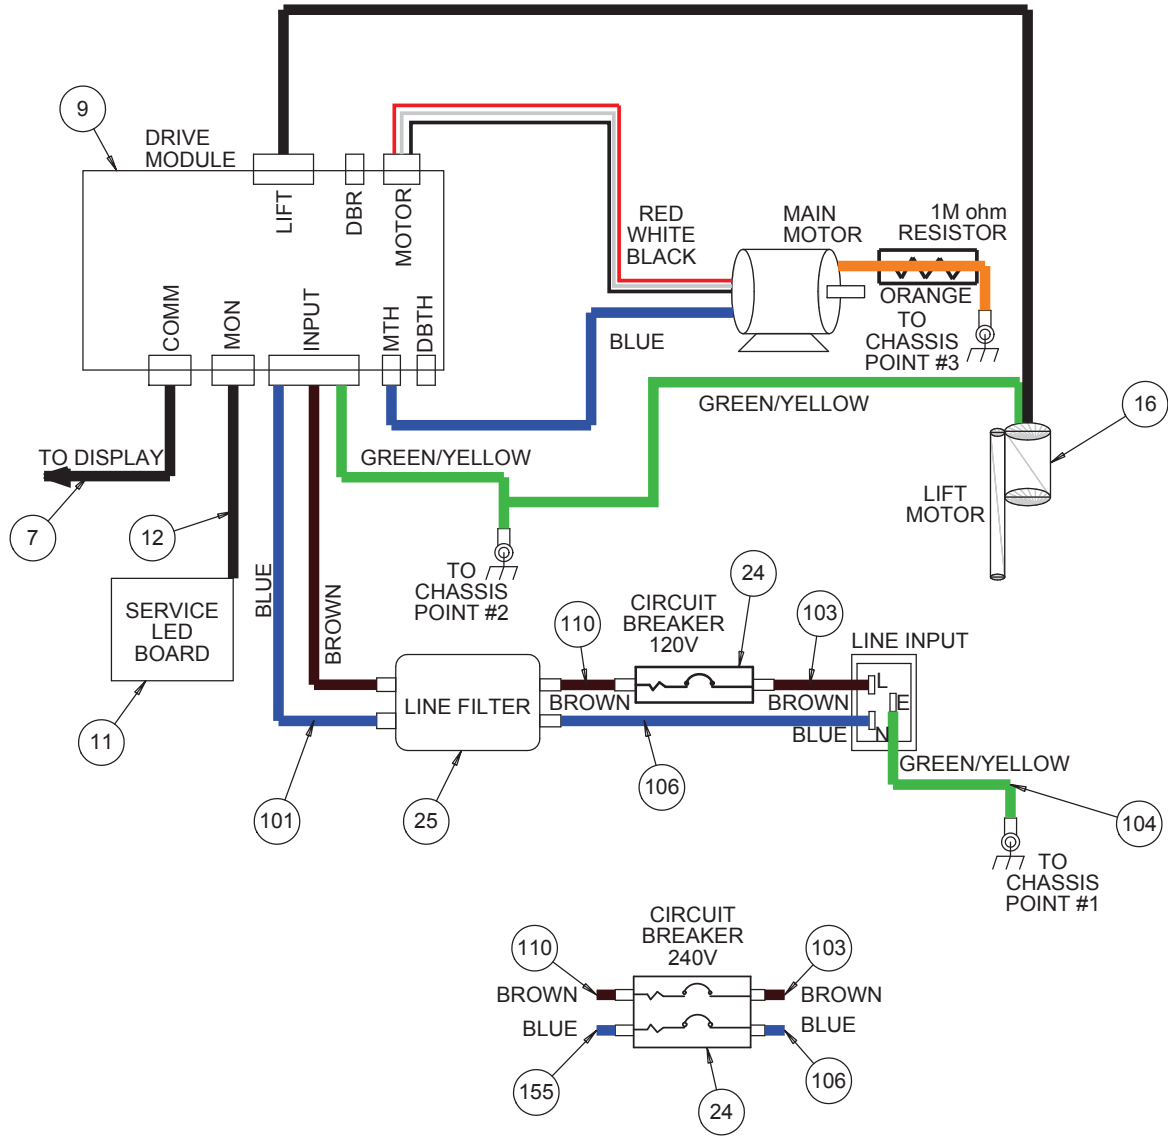 9
DRIVE
MODULE
LIFT
DBR
MOTOR
RED
WHITE
BLACK
MAIN
MOTOR
1M ohm
RESISTOR
ORANGE
TO
CHASSIS
POINT #3
COMM
MON
INPUT
MTH
DBTH
BLUE
GREEN/YELLOW
16
TO DISPLAY
GREEN/YELLOW
LIFT
MOTOR
7
12
TO
CHASSIS
POINT #2
BLUE
BROWN
SERVICE
LED
BOARD
11
110
CIRCUIT
BREAKER
120V
24
103
LINE INPUT
L
E
N
LINE FILTER
BROWN
BROWN
BLUE
GREEN/YELLOW
101
25
106
104
TO
CHASSIS
POINT #1
CIRCUIT
BREAKER
240V
110
103
BROWN
BROWN
BLUE
BLUE
155
24
106